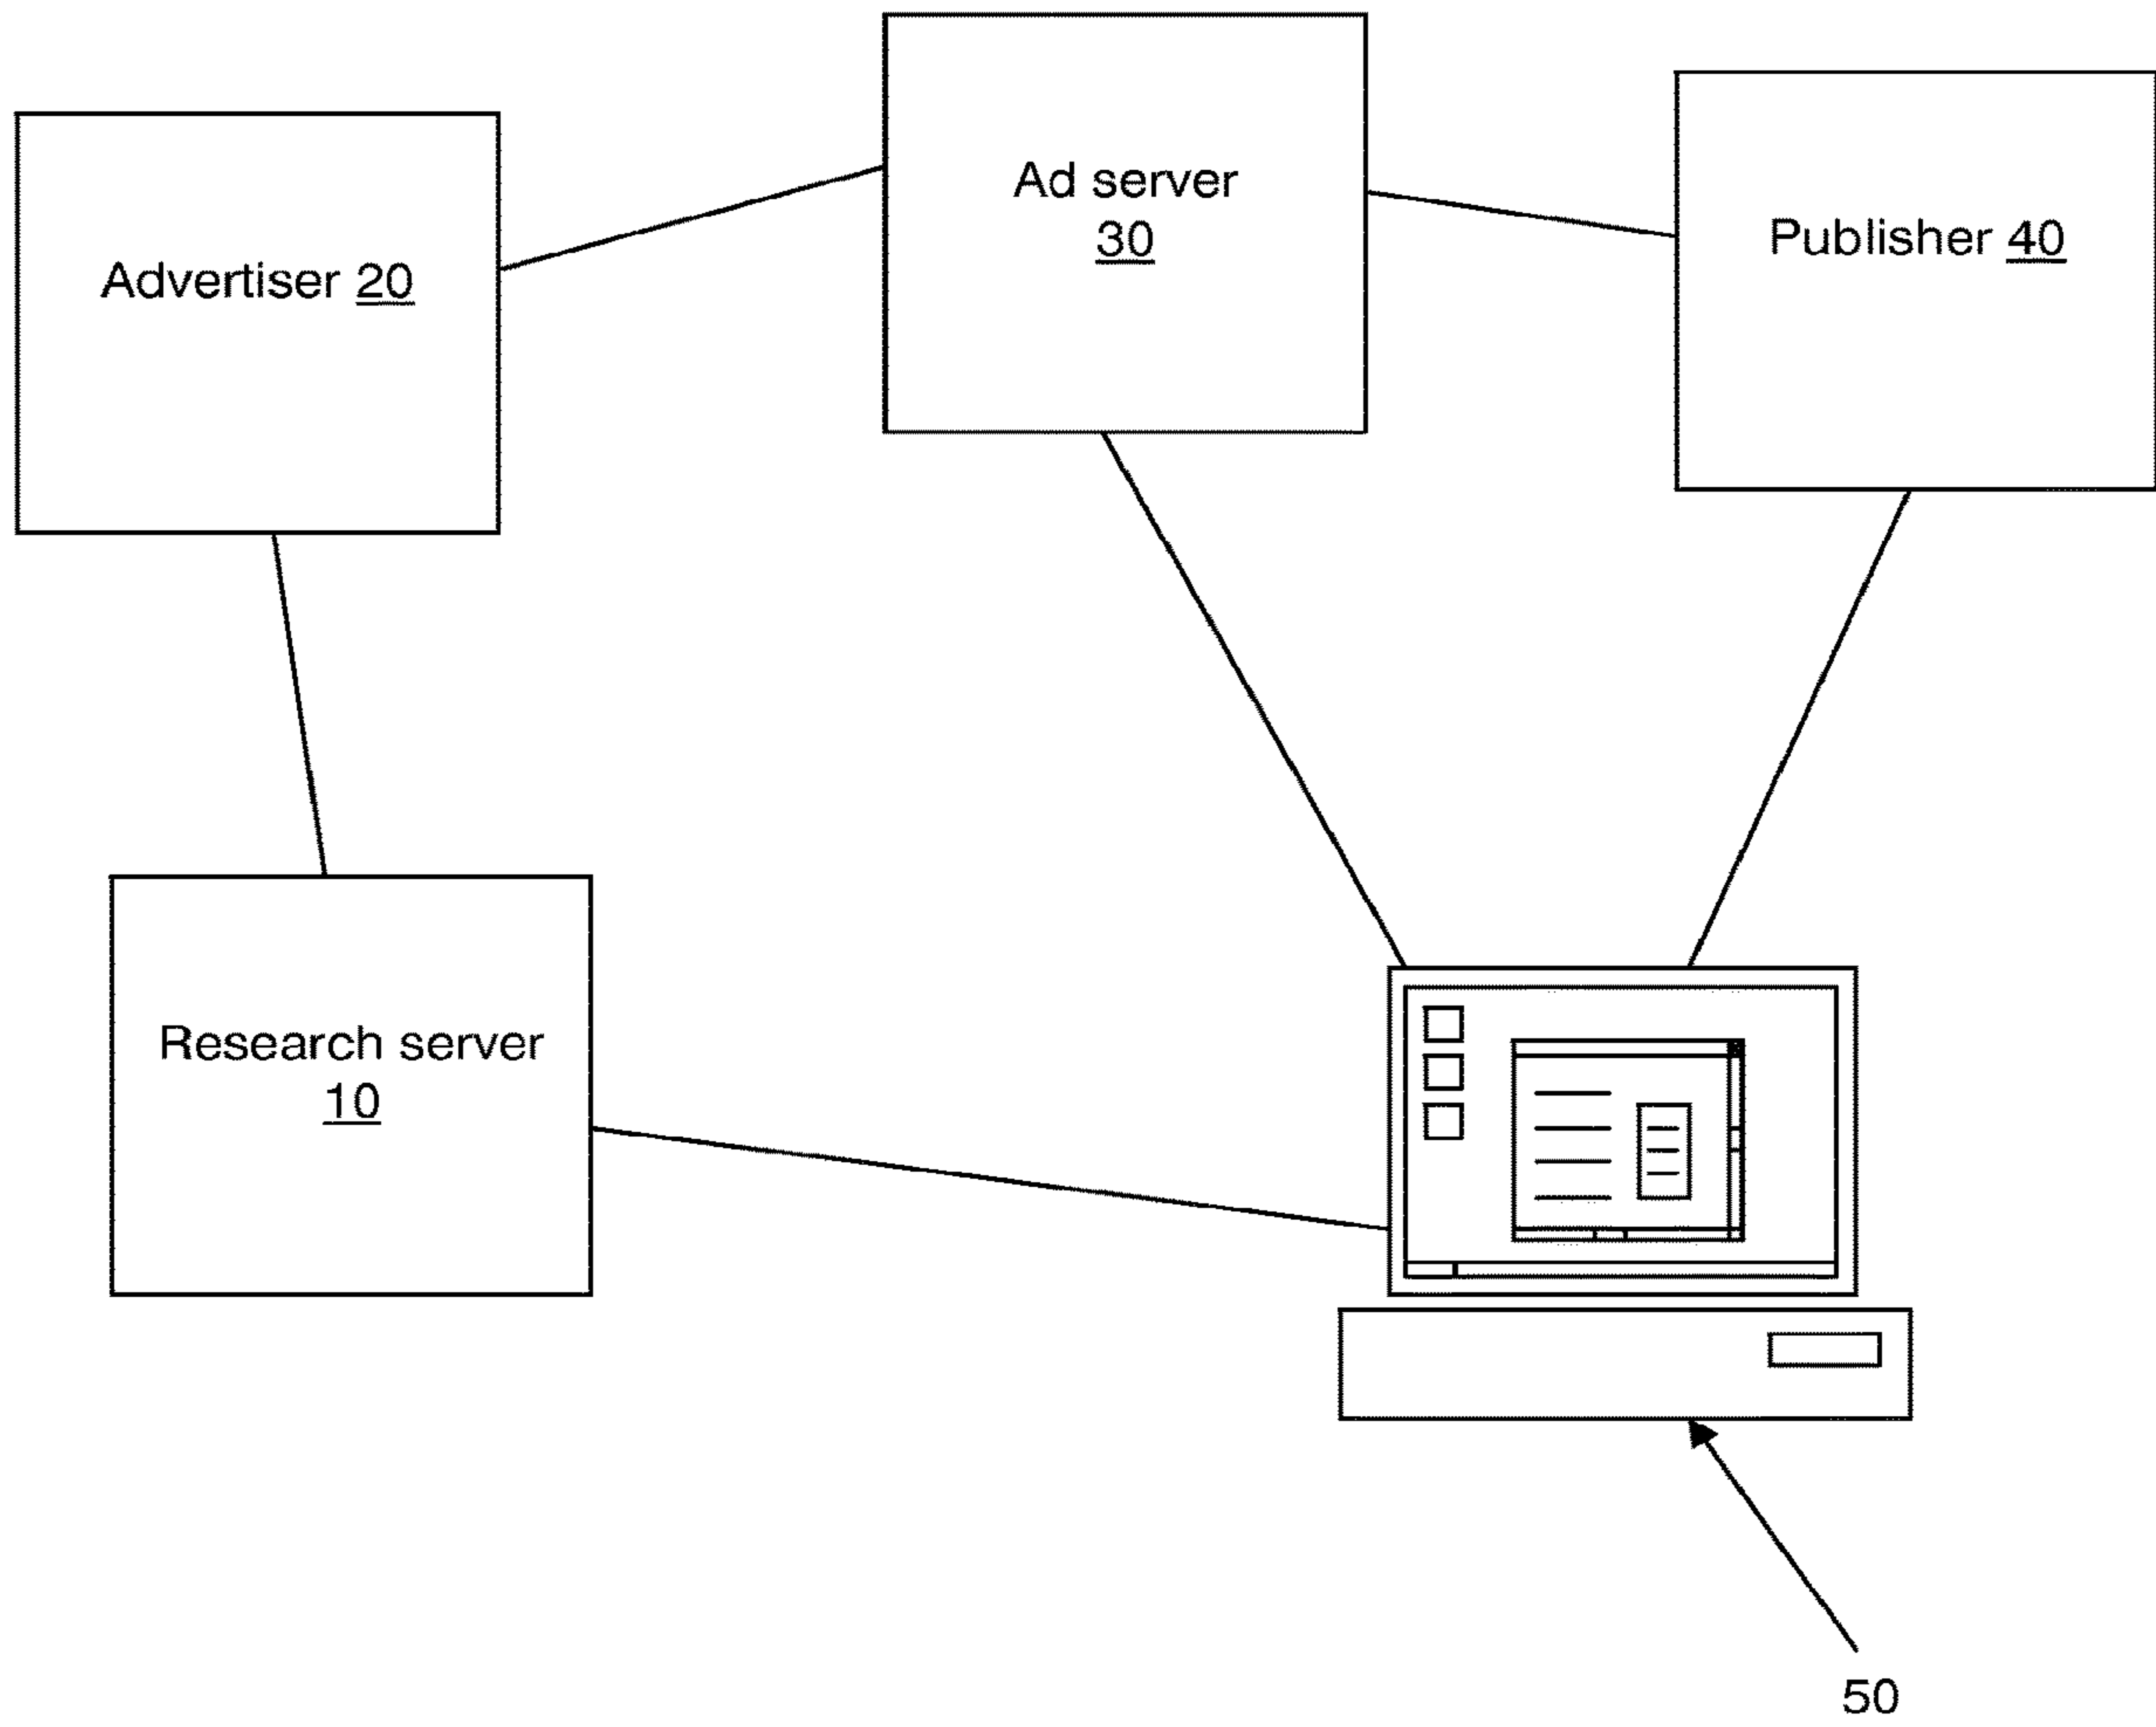 Ad server
30
Publisher 40
Advertiser 20
Research server
10
50